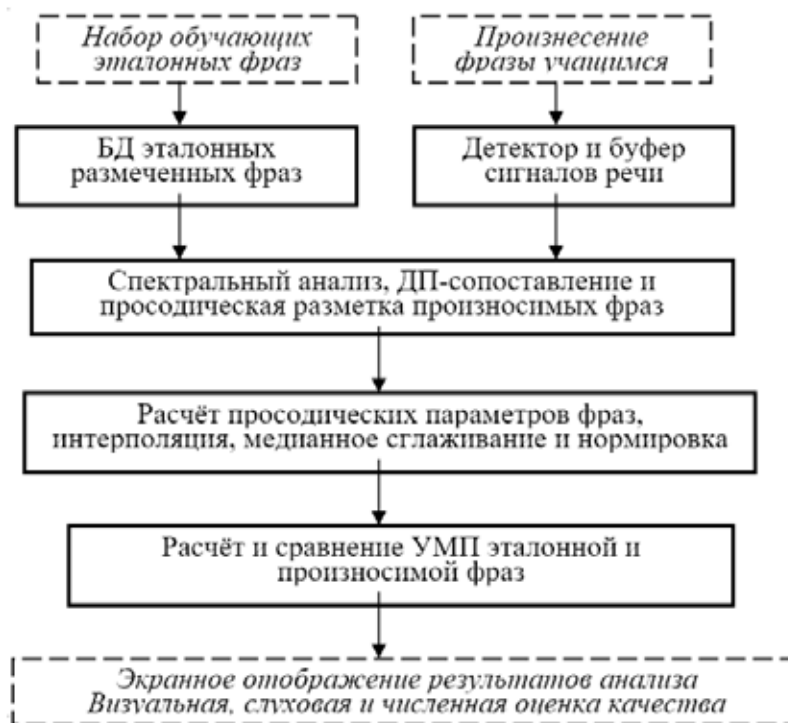 Набор обучающих
эталонных фраз
Произнесение
фразы учащимся
БД эталонных
размеченных фраз
Детектор и буфер
сигналов речи
Спектральный анализ, ДП-сопоставление и
просодическая разметка произносимых фраз
Расчёт просодических параметров фраз,
интерполяция, медианное сглаживание и нормировка
Расчёт и сравнение УМП эталонной и
произносимой фраз
Экранное отображение результатов анализа
Визуальная, слуховая и численная оценка качества